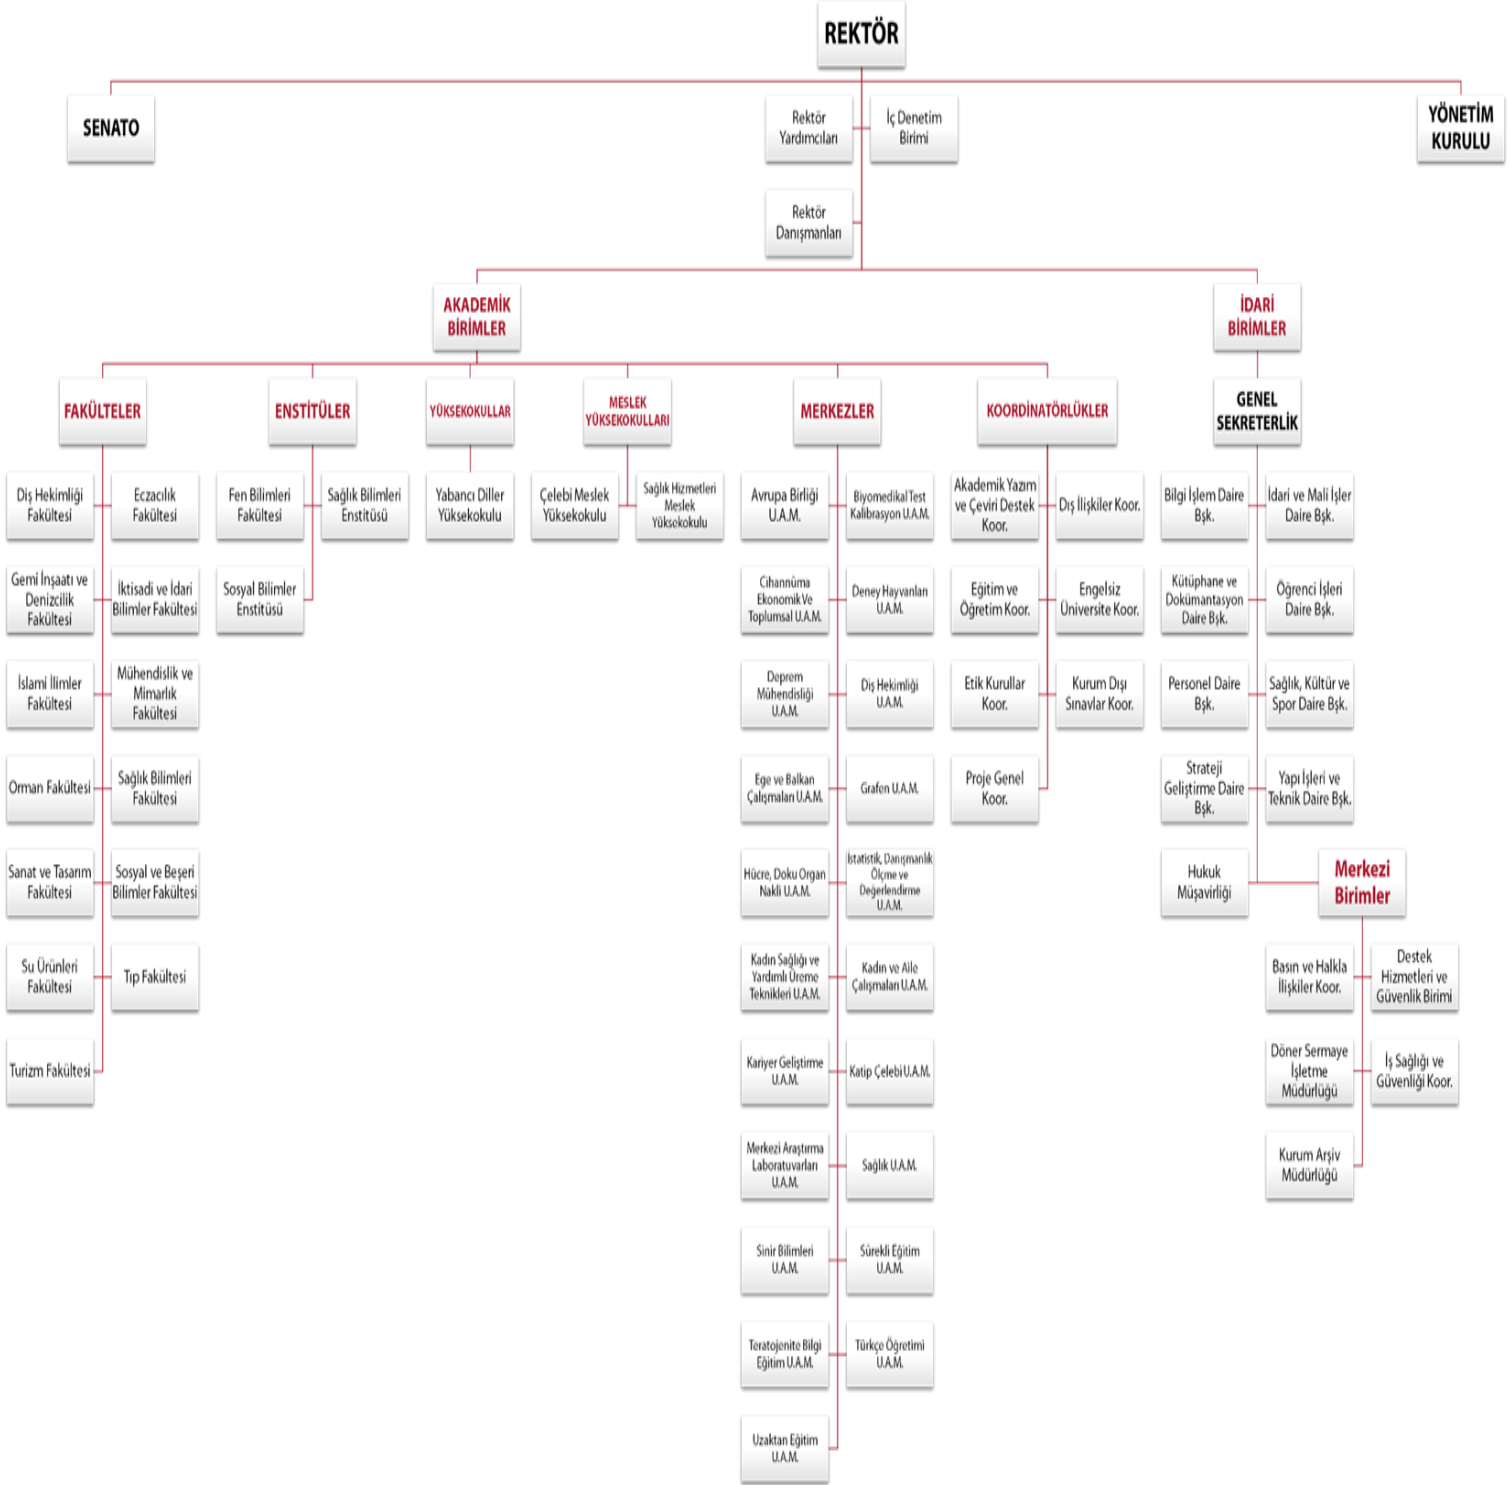 REKTÖR
SENATO
Rektör
Yardımcıları
İç Denetim
Birimi
YÖNETİM
KURULU
Rektör
Danışmanları
AKADEMİK
BİRİMLER
İDARİ
BİRİMLER
FAKÜLTELER
ENSTİTÜLER
YÜKSEKOKULLAR
MESLEK
YÜKSEKOKULLARI
MERKEZLER
KOORDİNATÖRLÜKLER
GENEL
SEKRETERLİK
Diş Hekimliği
Fakültesi
Eczacılık
Fakültesi
Gemi İnşaatı ve
Denizcilik
Fakültesi
İktisadi ve İdari
Bilimler Fakültesi
İslami İlimler
Fakültesi
Mühendislik ve
Mimarlık
Fakültesi
Orman Fakültesi
Sağlık Bilimleri
Fakültesi
Sanat ve Tasarım
Fakültesi
Sosyal ve Beşeri
Bilimler Fakültesi
Su Ürünleri
Fakültesi
Tıp Fakültesi
Turizm Fakültesi
Fen Bilimleri
Fakültesi
Sağlık Bilimleri
Enstitüsü
Sosyal Bilimler
Enstitüsü
Yabancı Diller
Yüksekokulu
Çelebi Meslek
Yüksekokulu
Sağlık Hizmetleri
Meslek
Yüksekokulu
Avrupa Birliği
U.A.M.
Biyomedikal Test
Kalibrasyon U.A.M.
Cihannüma
Ekonomik Ve
Toplumsal U.A.M.
Deney Hayvanları
U.A.M.
Deprem
Mühendisliği
U.A.M.
Diş Hekimliği
U.A.M.
Ege ve Balkan
Çalışmaları U.A.M.
Grafen U.A.M.
Hücre, Doku Organ
Nakli U.A.M.
İstatistik, Danışmanlık
Ölçme ve
Değerlendirme
U.A.M.
Kadın Sağlığı ve
Yardımlı Üreme
Teknikleri U.A.M.
Kadın ve Aile
Çalışmaları U.A.M.
Kariyer Geliştirme
U.A.M.
Katip Çelebi U.A.M.
Merkezi Araştırma
Laboratuvarları
U.A.M.
Sağlık U.A.M.
Sinir Bilimleri
U.A.M.
Sürekli Eğitim
U.A.M.
Teratojenite Bilgi
Eğitim U.A.M.
Türkçe Öğretimi
U.A.M.
Uzaktan Eğitim
U.A.M.
Akademik Yazım
ve Çeviri Destek
Koor.
Dış İlişkiler Koor.
Eğitim ve
Öğretim Koor.
Engelsiz
Üniversite Koor.
Etik Kurullar
Koor.
Kurum Dışı
Sınavlar Koor.
Proje Genel
Koor.
Bilgi İşlem Daire
Bşk.
İdari ve Mali İşler
Daire Bşk.
Kütüphane ve
Dokümantasyon
Daire Bşk.
Öğrenci İşleri
Daire Bşk.
Personel Daire
Bşk.
Sağlık, Kültür ve
Spor Daire Bşk.
Strateji
Geliştirme Daire
Bşk.
Yapı İşleri ve
Teknik Daire Bşk.
Hukuk
Müşavirliği
Merkezi
Birimler
Basın ve Halkla
İlişkiler Koor.
Destek
Hizmetleri ve
Güvenlik Birimi
Döner Sermaye
İşletme
Müdürlüğü
İş Sağlığı ve
Güvenliği Koor.
Kurum Arşiv
Müdürlüğü